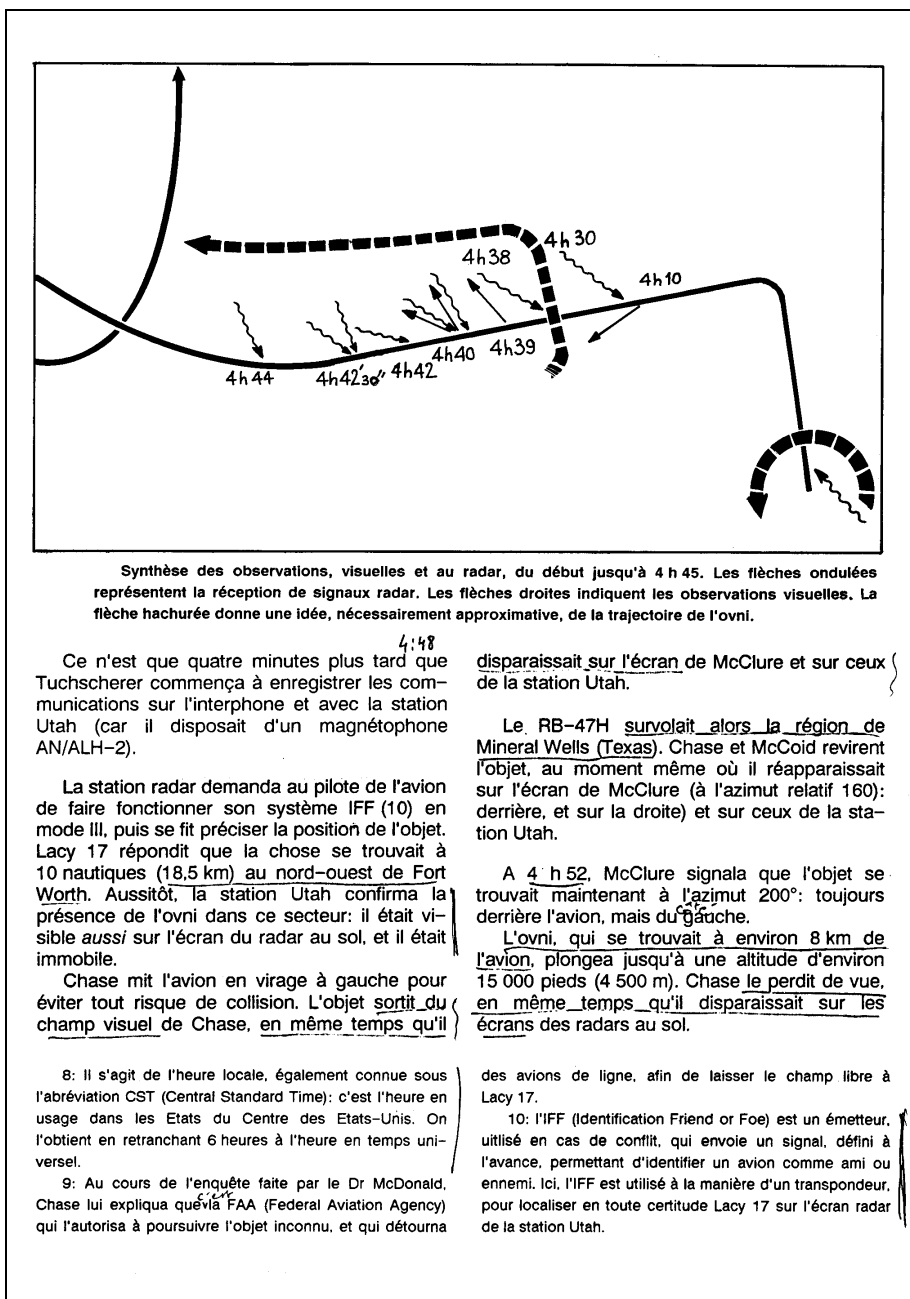 4h30
4h38
4h10
4h39
4h40
4h42
4h42'30"
4h44
Synthèse des observations, visuelles et au radar, du début jusqu'à 4 h 45. Les flèches ondulées
représentent la réception de signaux radar. Les flèches droites indiquent les observations visuelles. La
flèche hachurée donne une idée, nécessairement approximative, de la trajectoire de l'ovni.
4:48
Ce n'est que quatre minutes plus tard que
Tuchscherer commença à enregistrer les com-
munications sur l'interphone et avec la station
Utah (car il disposait d'un magnétophone
AN/ALH-2).
La station radar demanda au pilote de l'avion
de faire fonctionner son système IFF (10) en
mode III, puis se fit préciser la position de l'objet.
Lacy 17 répondit que la chose se trouvait à
10 nautiques (18,5 km) au nord-ouest de Fort
Worth. Aussitôt, la station Utah confirma la
présence de l'ovni dans ce secteur: il était vi-
sible aussi sur l'écran du radar au sol, et il était
immobile.
Chase mit l'avion en virage à gauche pour
éviter tout risque de collision. L'objet sortit du
champ visuel de Chase, en même temps qu'il
disparaissait sur l'écran de McClure et sur ceux
de la station Utah.
Le RB-47H survolait alors la région de
Mineral Wells (Texas). Chase et McCoid revirent
l'objet, au moment même où il réapparaissait
sur l'écran de McClure (à l'azimut relatif 160):
derrière, et sur la droite) et sur ceux de la sta-
tion Utah.
A 4 h 52, McClure signala que l'objet se
trouvait maintenant à l'azimut 200°: toujours
derrière l'avion, mais du gauche.
L'ovni, qui se trouvait à environ 8 km de
l'avion, plongea jusqu'à une altitude d'environ
15 000 pieds (4 500 m). Chase le perdit de vue,
en même temps qu'il disparaissait sur les
écrans des radars au sol.
8: Il s'agit de l'heure locale, également connue sous
l'abréviation CST (Central Standard Time): c'est l'heure en
usage dans les Etats du Centre des Etats-Unis. On
l'obtient en retranchant 6 heures à l'heure en temps uni-
versel.
9: Au cours de l'enquête faite par le Dr McDonald,
c'est
Chase lui expliqua que la FAA (Federal Aviation Agency)
qui l'autorisa à poursuivre l'objet inconnu, et qui détourna
des avions de ligne, afin de laisser le champ libre à
Lacy 17.
10: l'IFF (Identification Friend or Foe) est un émetteur,
uitlisé en cas de conflit, qui envoie un signal, défini à
l'avance, permettant d'identifier un avion comme ami ou
ennemi. Ici, l'IFF est utilisé à la manière d'un transpondeur,
pour localiser en toute certitude Lacy 17 sur l'écran radar
de la station Utah.